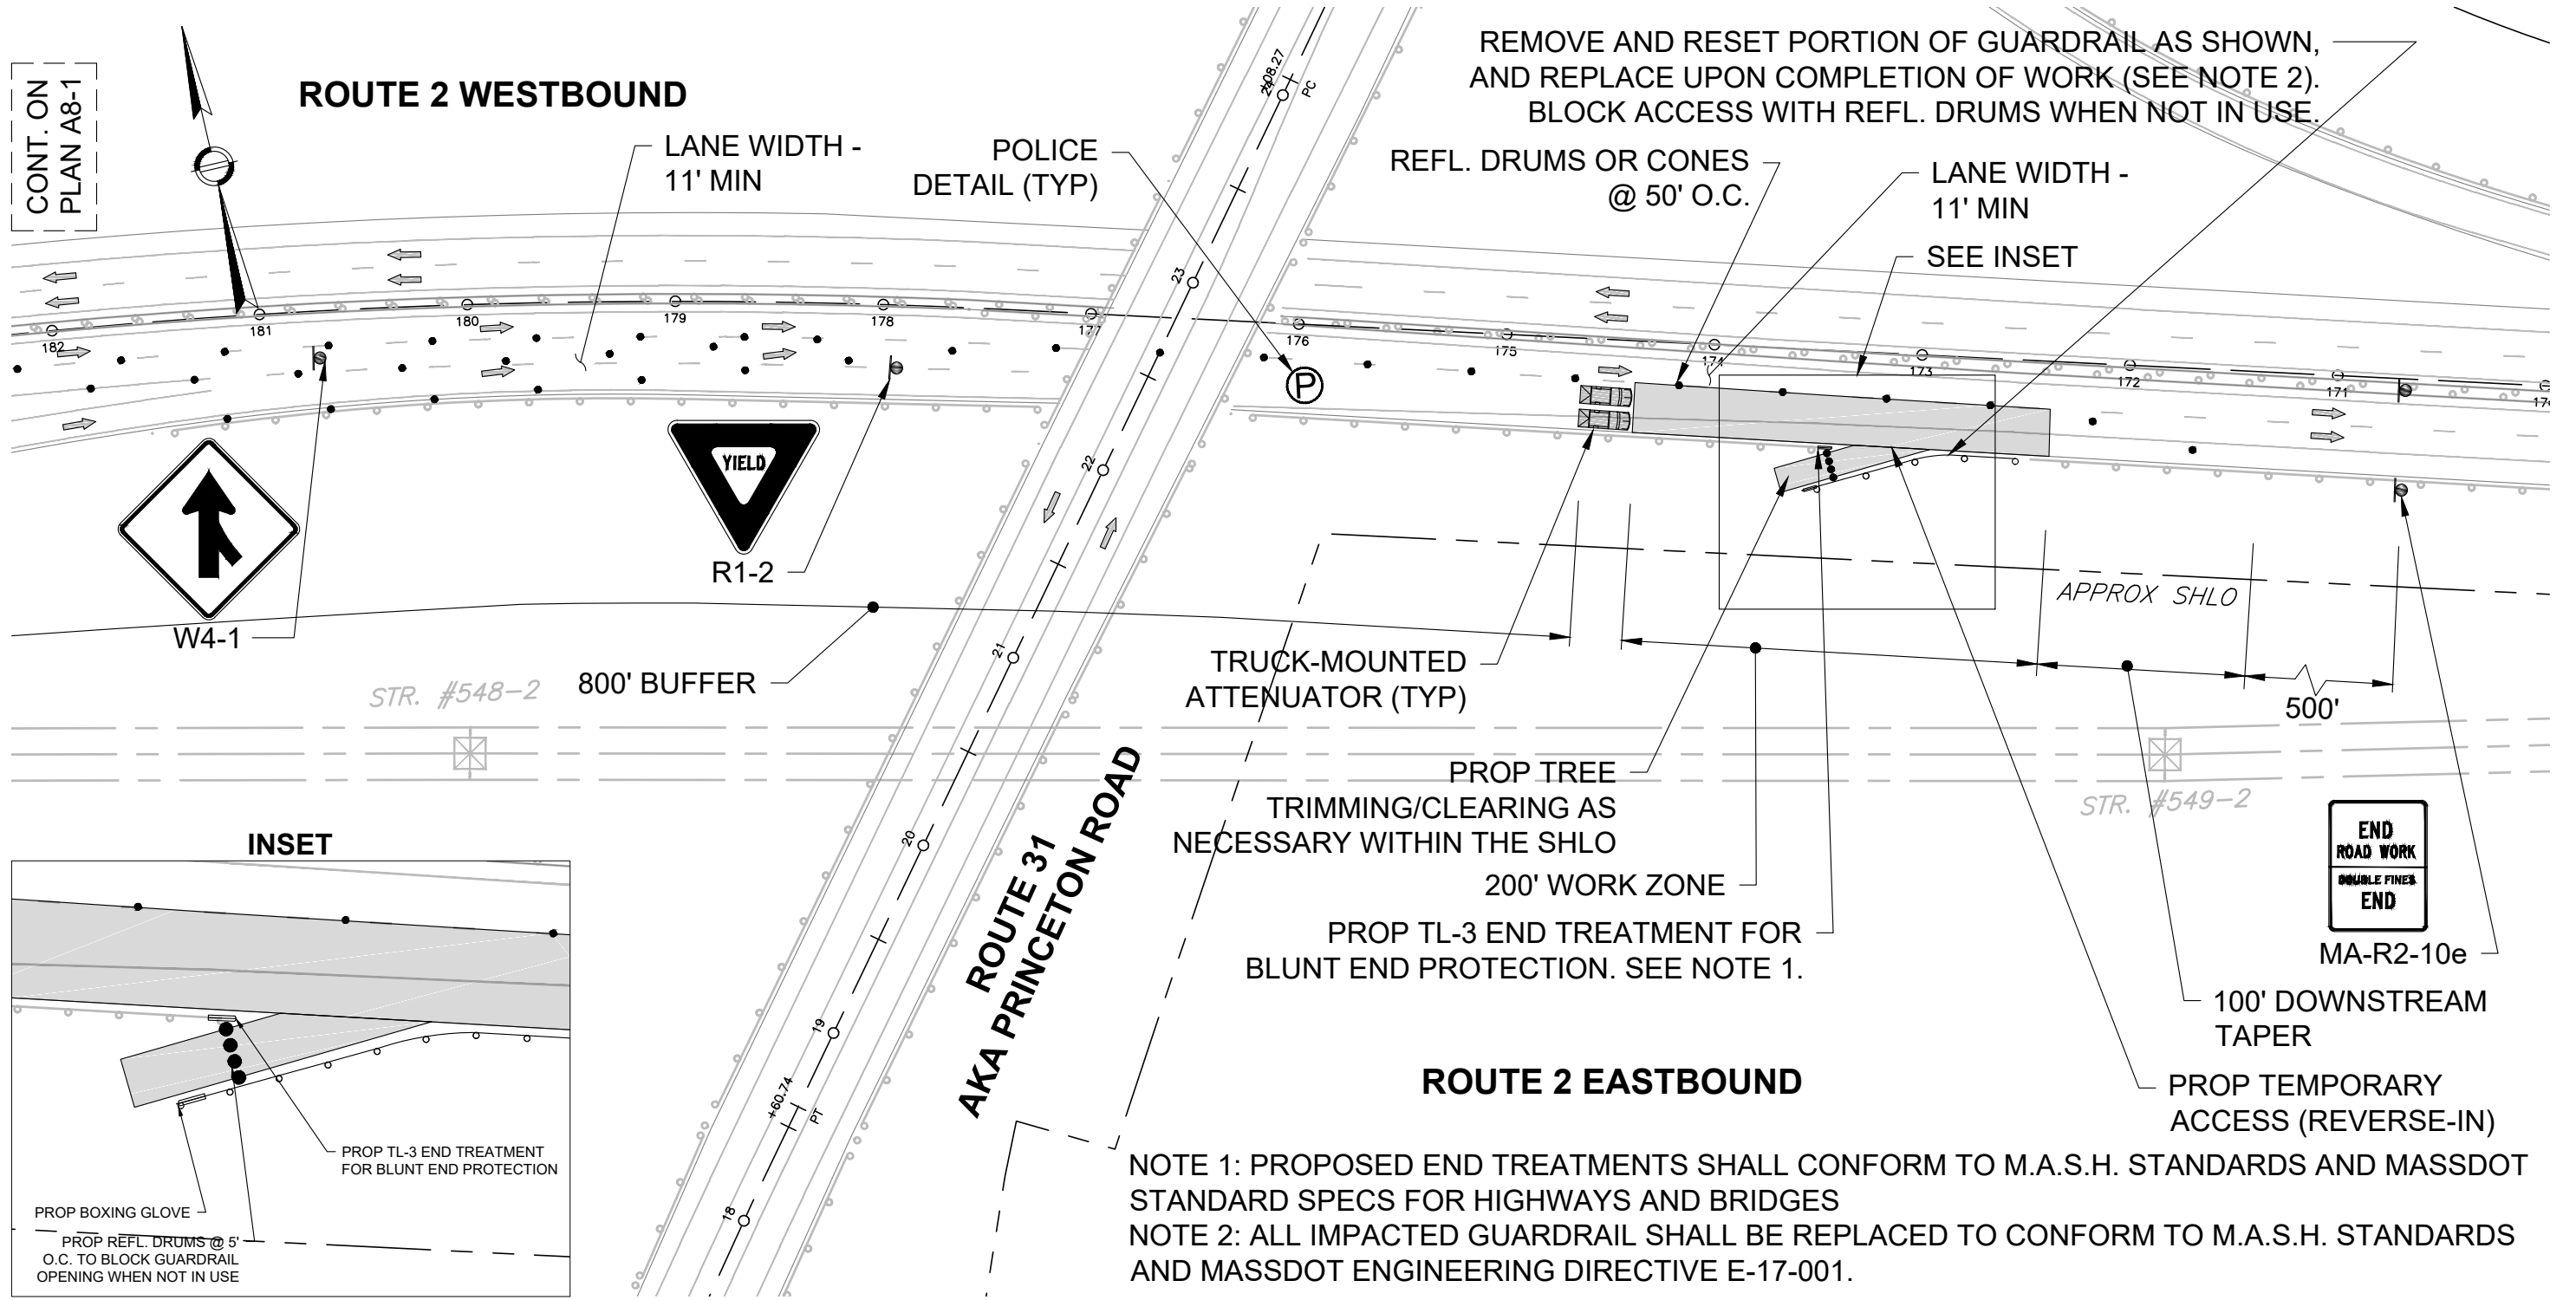 CONT. ON
PLAN A8-1
ROUTE 2 WESTBOUND
LANE WIDTH -
11' MIN
POLICE
DETAIL (TYP)
REMOVE AND RESET PORTION OF GUARDRAIL AS SHOWN,
AND REPLACE UPON COMPLETION OF WORK (SEE NOTE 2).
BLOCK ACCESS WITH REFL. DRUMS WHEN NOT IN USE.
REFL. DRUMS OR CONES
@ 50' O.C.
LANE WIDTH -
11' MIN
SEE INSET
PC
23
182
181
180
179
178
177
176
175
174
173
172
171
P
YIELD
R1-2
W4-1
22
21
20
19
+60.74
PT
18
APPROX SHLO
800' BUFFER
TRUCK-MOUNTED
ATTENUATOR (TYP)
500'
STR. #548-2
STR. #549-2
PROP TREE
TRIMMING/CLEARING AS
NECESSARY WITHIN THE SHLO
200' WORK ZONE
PROP TL-3 END TREATMENT FOR
BLUNT END PROTECTION. SEE NOTE 1.
END
ROAD WORK
DOUBLE FINES
END
MA-R2-10e
100' DOWNSTREAM
TAPER
PROP TEMPORARY
ACCESS (REVERSE-IN)
ROUTE 31
AKA PRINCETON ROAD
ROUTE 2 EASTBOUND
INSET
PROP TL-3 END TREATMENT
FOR BLUNT END PROTECTION
PROP BOXING GLOVE
PROP REFL. DRUMS @ 5'
O.C. TO BLOCK GUARDRAIL
OPENING WHEN NOT IN USE
NOTE 1: PROPOSED END TREATMENTS SHALL CONFORM TO M.A.S.H. STANDARDS AND MASSDOT
STANDARD SPECS FOR HIGHWAYS AND BRIDGES
NOTE 2: ALL IMPACTED GUARDRAIL SHALL BE REPLACED TO CONFORM TO M.A.S.H. STANDARDS
AND MASSDOT ENGINEERING DIRECTIVE E-17-001.